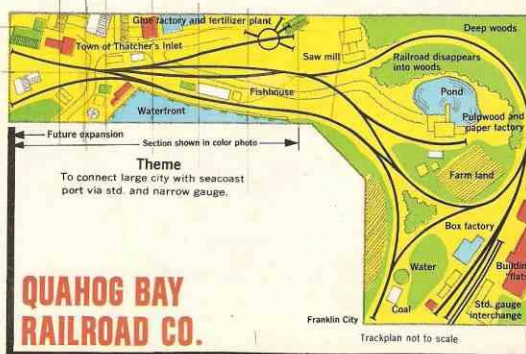 Glue factory and fertilizer plant
Deep woods
Town of Thatcher's Inlet
Saw mill
Railroad disappears
into woods
Fishhouse
Pond
Waterfront
Pulpwood and
paper factory
Future expansion
Section shown in color photo
Theme
To connect large city with seacoast
port via std. and narrow gauge.
Farm land
Box factory
Water
Building
"flats"
QUAHOG BAY
RAILROAD CO.
Coal
Std. gauge
interchange
Franklin City
Trackplan not to scale